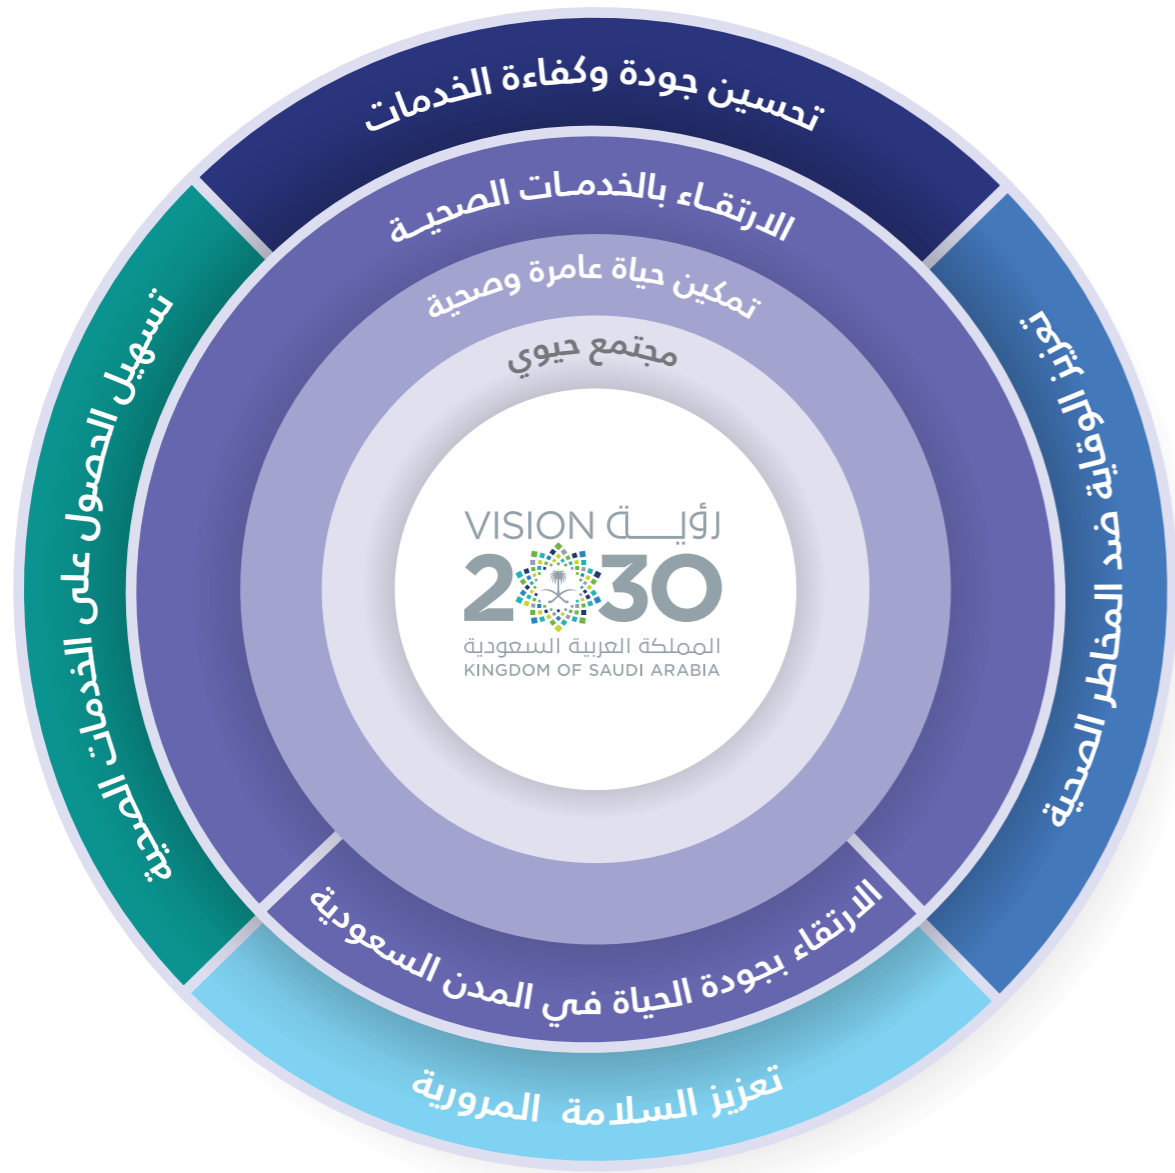 تحسين جودة وكفاءة الخدمات
الارتقاء بالخدمات الصحية
تمكين حياة عامرة وصحية
مجتمع حيوي
VISION رؤية
2030
المملكة العربية السعودية
KINGDOM OF SAUDI ARABIA
تعزيز الوقاية ضد المخاطر الصحية
تسهيل الحصول على الخدمات الصحية
الارتقاء بجودة الحياة في المدن السعودية
تعزيز السلامة المرورية